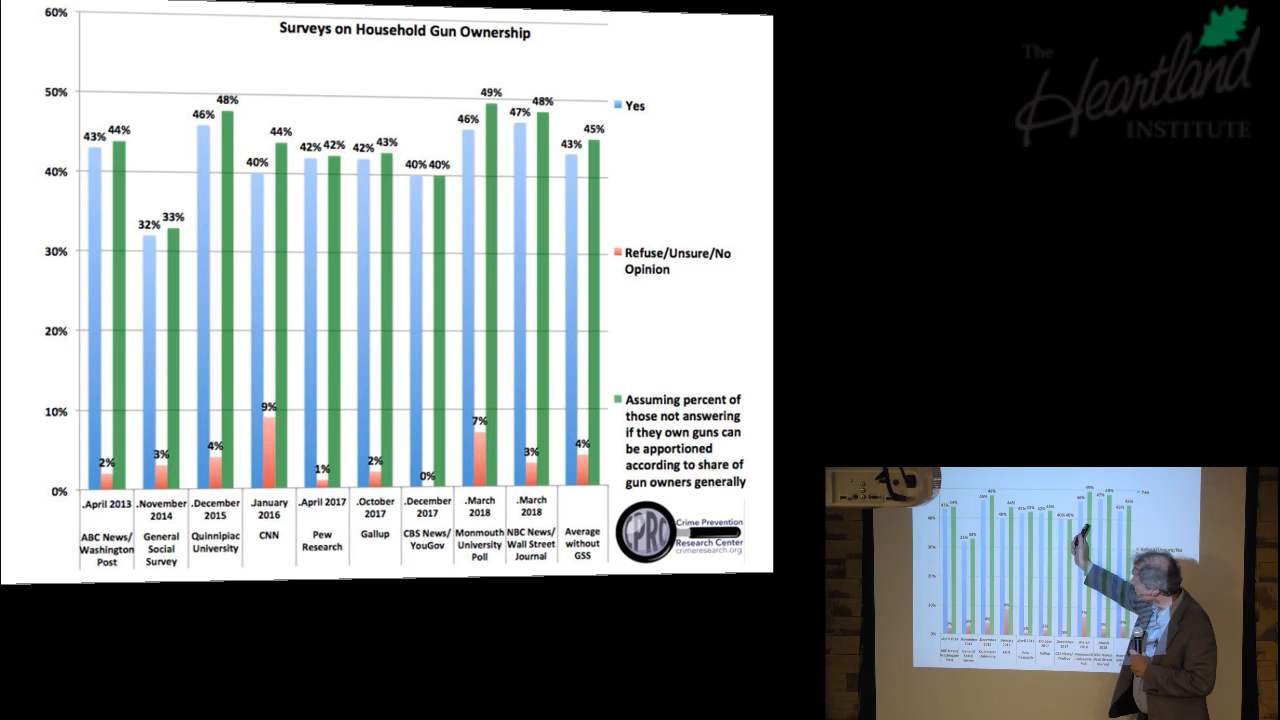 60%
50%
40%
30%
20%
10%
0%
Surveys on Household Gun Ownership
43% 44%
2%
32% 33%
3%
46% 48%
4%
40% 44%
9%
42% 42%
1%
42% 43%
2%
40% 40%
0%
46% 49%
7%
47% 48%
3%
43% 45%
4%
.April 2013
ABC News/
Washington
Post
.November
2014
General
Social
Survey
.December
2015
Quinnipiac
University
January
2016
CNN
.April 2017
Pew
Research
.October
2017
Gallup
.December
2017
CBS News/
YouGov
.March
2018
Monmouth
University
Poll
.March
2018
NBC News/
Wall Street
Journal
Average
without
GSS
Yes
Refuse/Unsure/No
Opinion
Assuming percent of
those not answering
if they own guns can
be apportioned
according to share of
gun owners generally
CPRC
Crime Prevention
Research Center
crimeresearch.org
The
Heartland
INSTITUTE